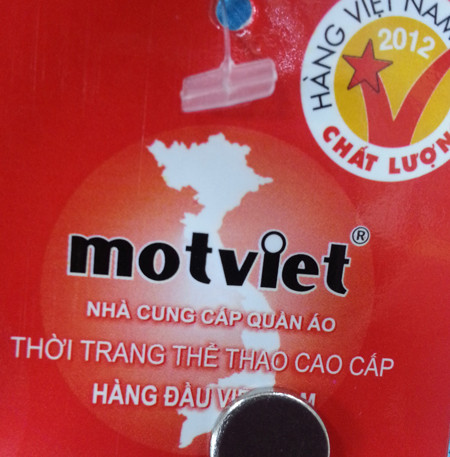 HÀNG VIỆT NAM
2012
CHẤT LƯỢN
motviet®
NHÀ CUNG CẤP QUẦN ÁO
THỜI TRANG THỂ THAO CAO CẤP
HÀNG ĐẦU